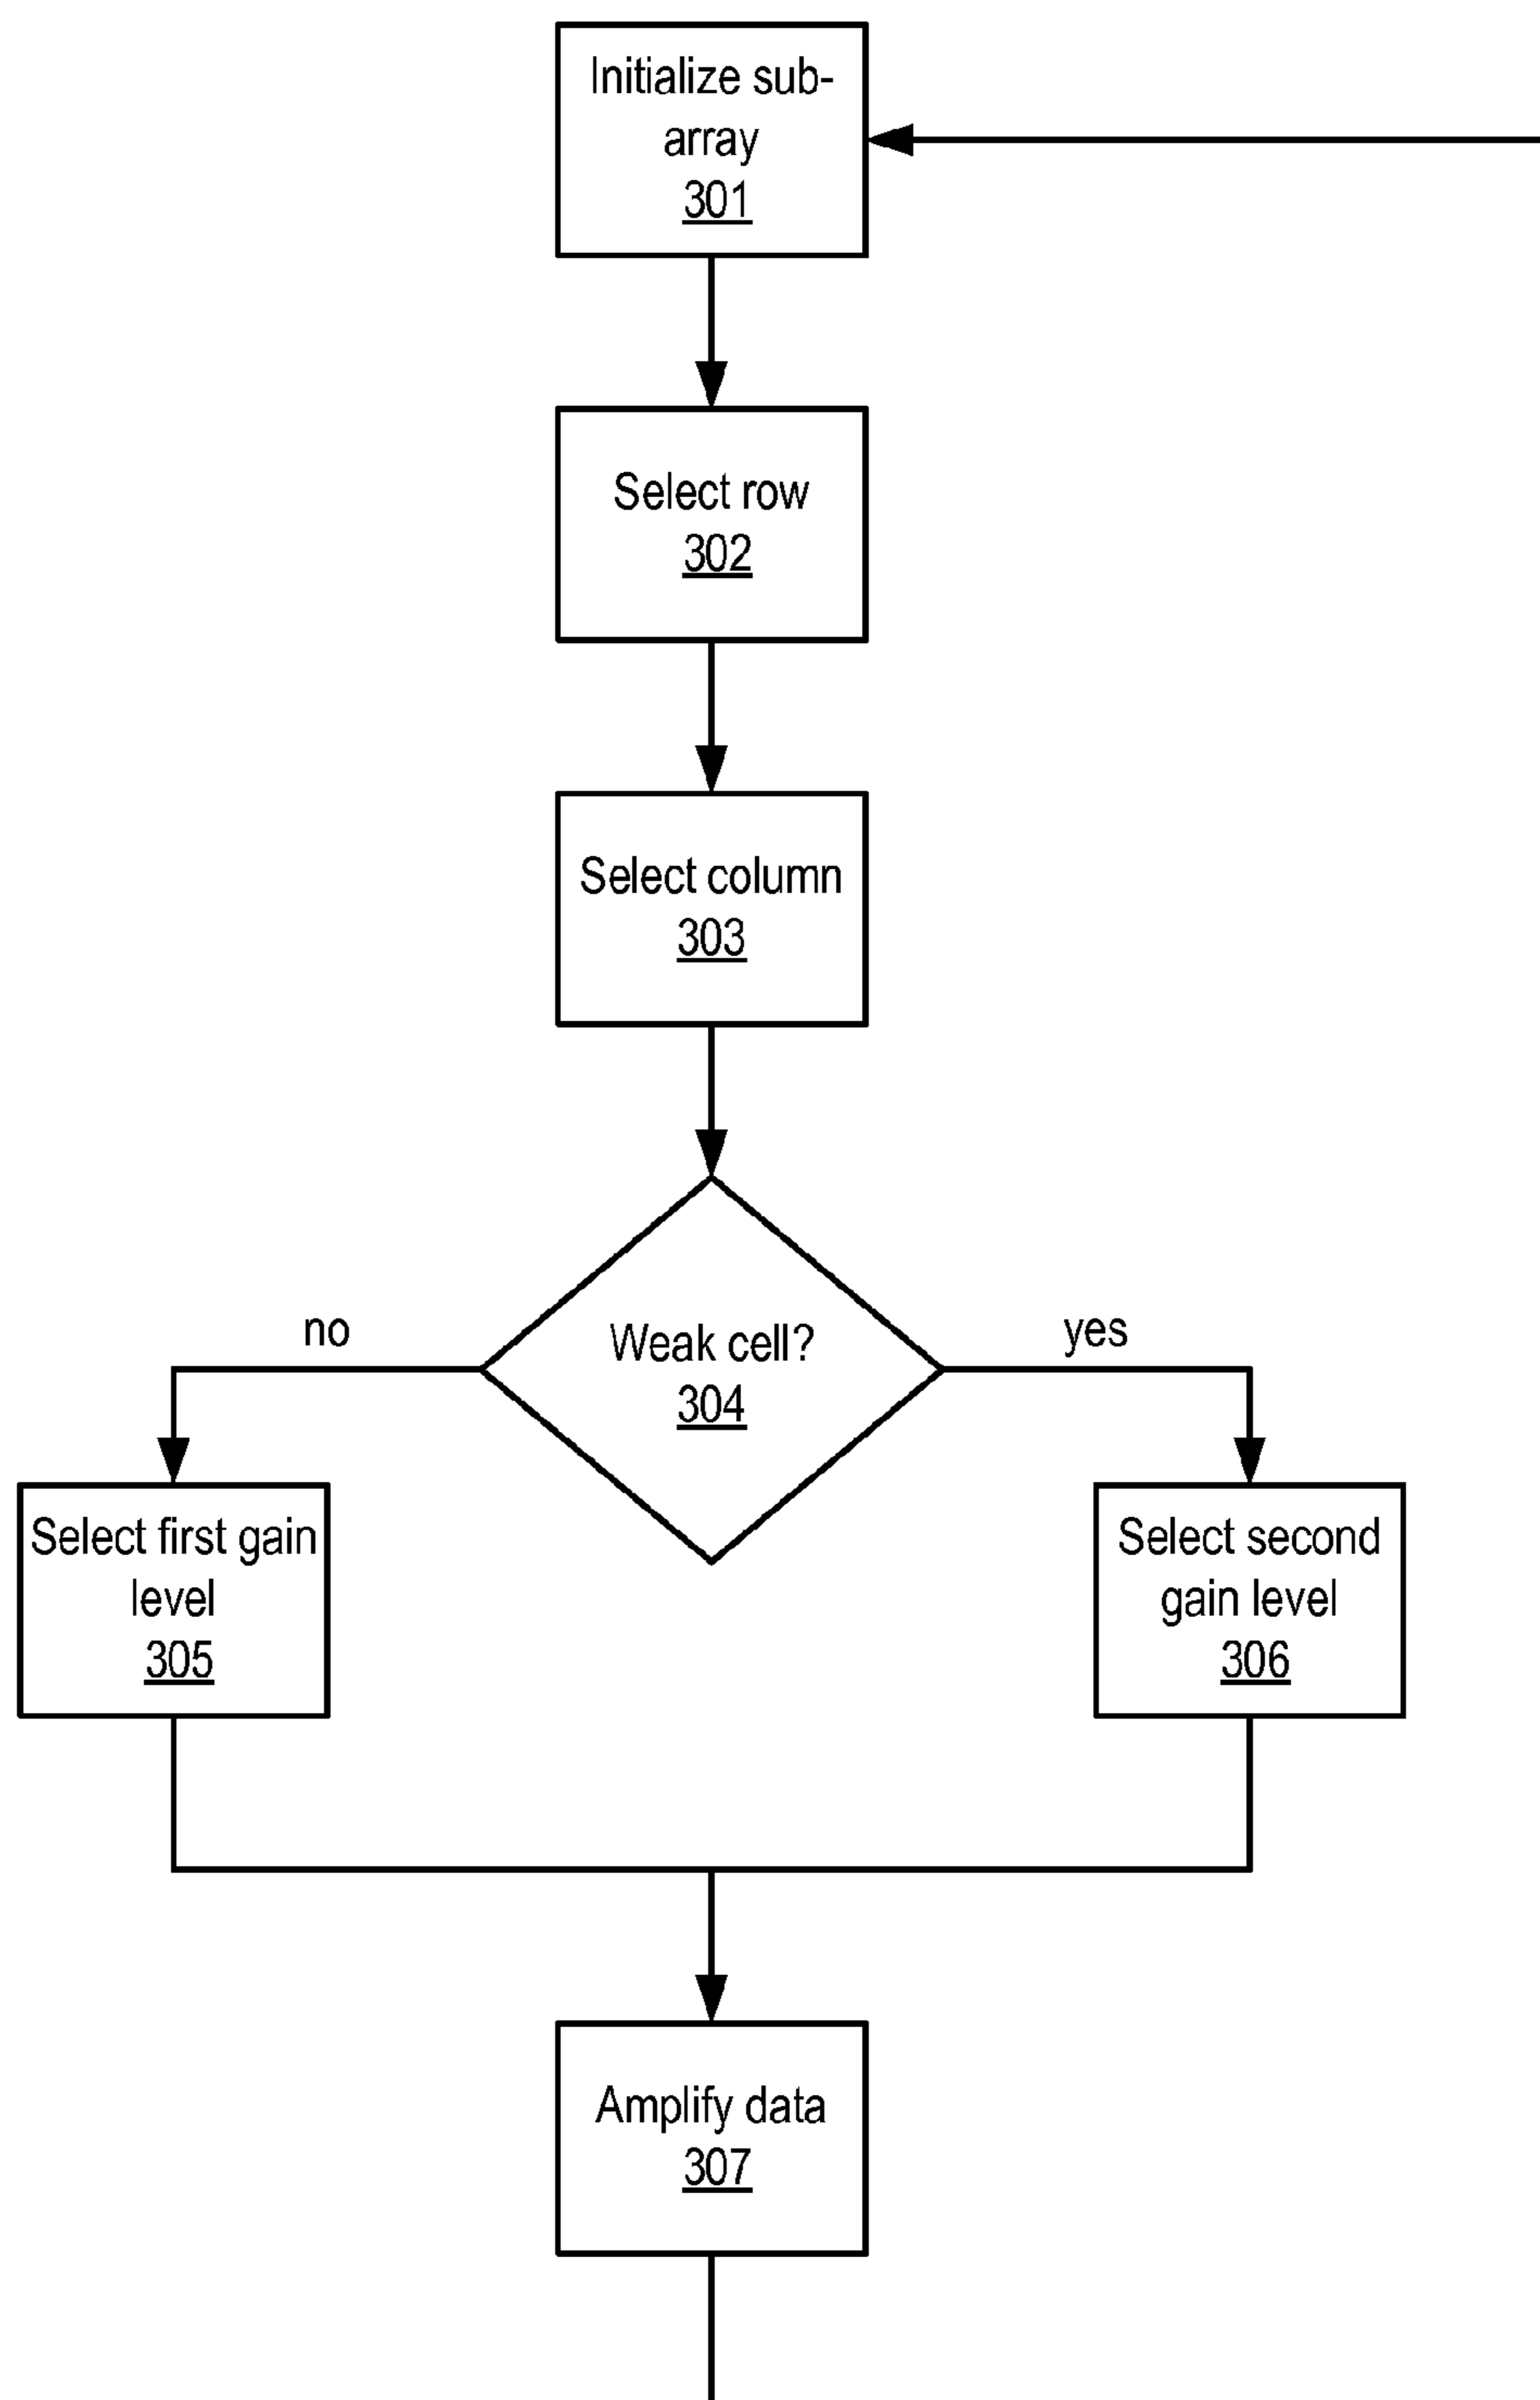 Initialize sub-
array
301
Select row
302
Select column
303
no
Weak cell?
304
yes
Select first gain
level
305
Select second
gain level
306
Amplify data
307